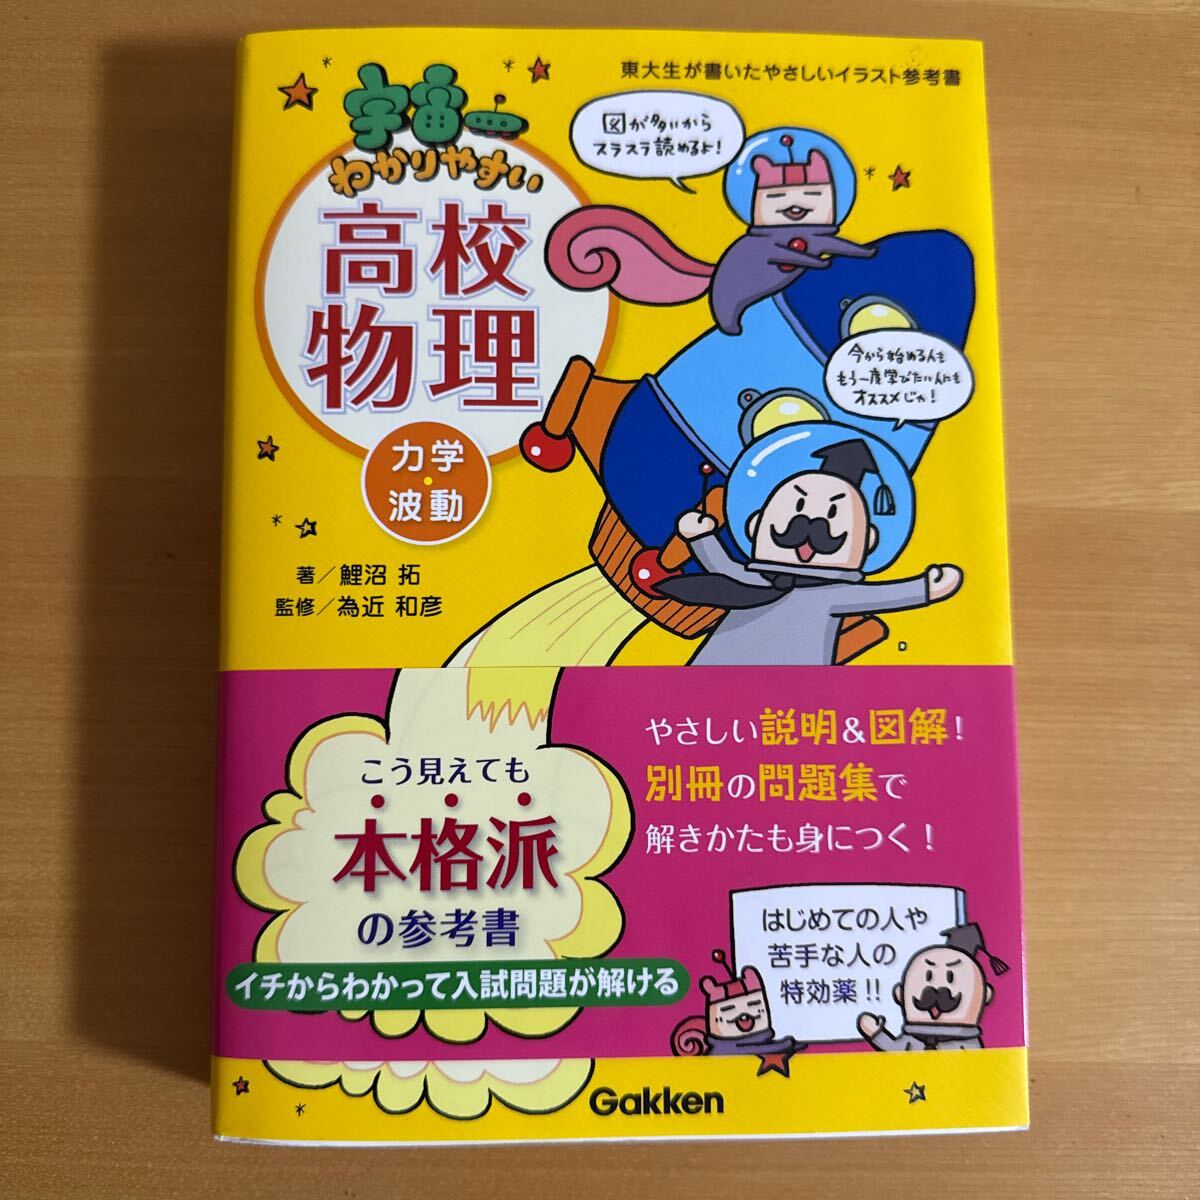 東大生が書いたやさしいイラスト参考書
宇宙一
わかりやすい
高校
物理
力学・
波動
図が多いから
スラスラ読めるよ!
今から始める人も
もう一度学びたい人にも
オススメじゃ!
著/鯉沼 拓
監修/為近 和彦
こう見えても
本格派
の参考書
イチからわかって入試問題が解ける
やさしい説明&図解!
別冊の問題集で
解きかたも身につく!
はじめての人や
苦手な人の
特効薬!!
Gakken